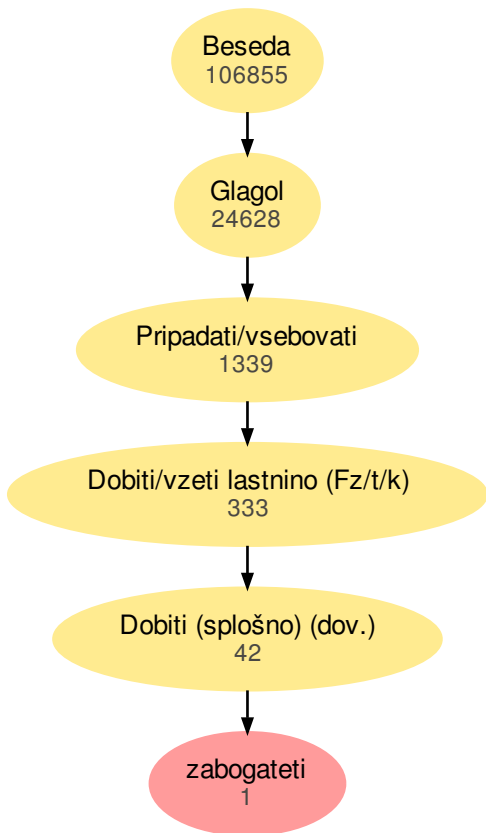 Beseda
106855
Glagol
24628
Pripadati/vsebovati
1339
Dobiti/vzeti lastnino (Fz/t/k)
333
Dobiti (splošno) (dov.)
42
zabogateti
1